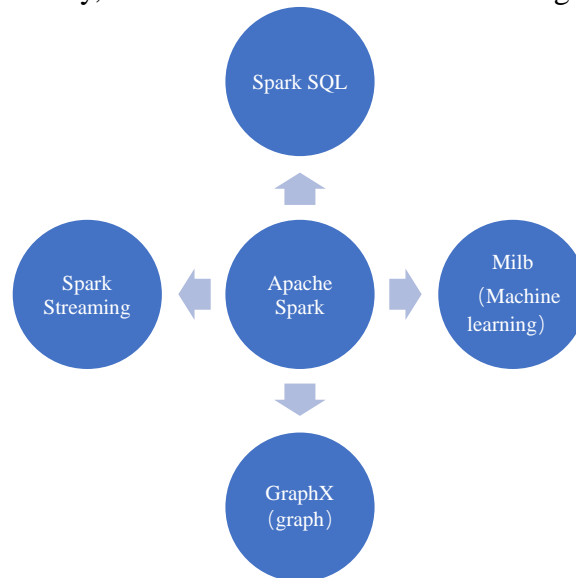 Spark SQL
Spark
Streaming
Apache
Spark
Milb
（Machine
learning）
GraphX
（graph）